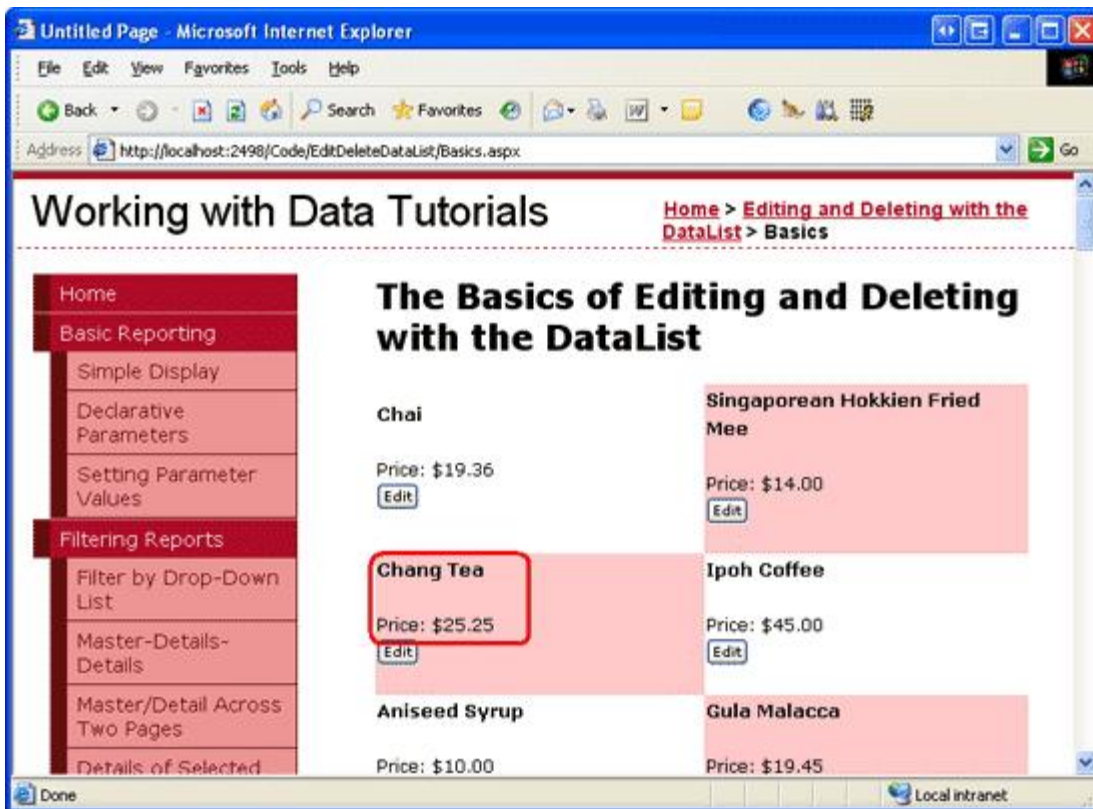 Untitled Page - Microsoft Internet Explorer
File Edit View Favorites Tools Help
Back Search Favorites
Address http://localhost:2498/Code/EditDeleteDataList/Basics.aspx Go
Working with Data Tutorials
Home > Editing and Deleting with the
DataList > Basics
Home
Basic Reporting
Simple Display
Declarative
Parameters
Setting Parameter
Values
Filtering Reports
Filter by Drop-Down
List
Master-Details-
Details
Master/Detail Across
Two Pages
Details of Selected
The Basics of Editing and Deleting
with the DataList
Chai
Price: $19.36
Edit
Singaporean Hokkien Fried
Mee
Price: $14.00
Edit
Chang Tea
Price: $25.25
Edit
Ipoh Coffee
Price: $45.00
Edit
Aniseed Syrup
Price: $10.00
Gula Malacca
Price: $19.45
Done
Local intranet